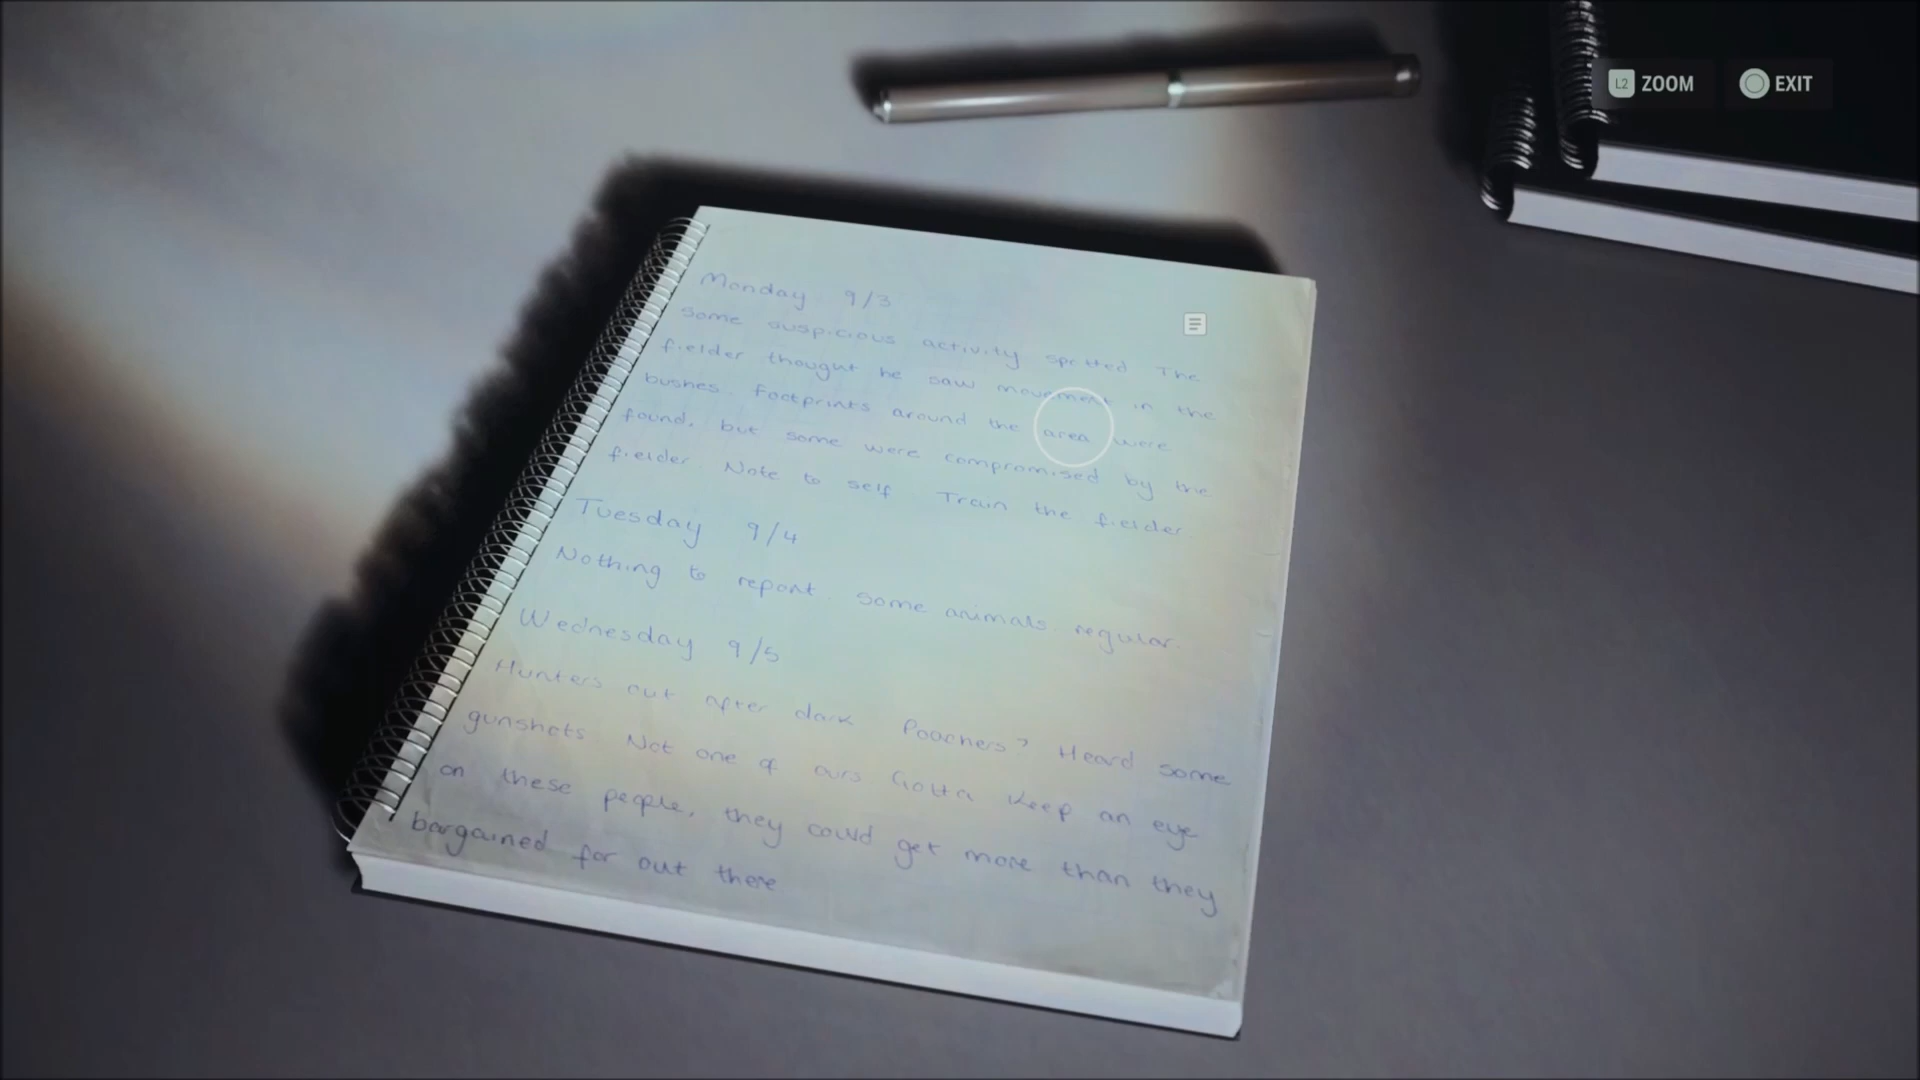 L2 ZOOM EXIT
Monday 9/3
some suspicious activity spotted The
fielder thought he saw movement in the
bushes. Footprints around the area were
found, but some were compromised by the
fielder. Note to self Train the fielder.
Tuesday 9/4
Nothing to report. Some animals regular.
Wednesday 9/5
Hunters out after dark Poachers? Heard some
gunshots Not one of ours Gotta keep an eye
on these people, they could get more than they
bargained for out there